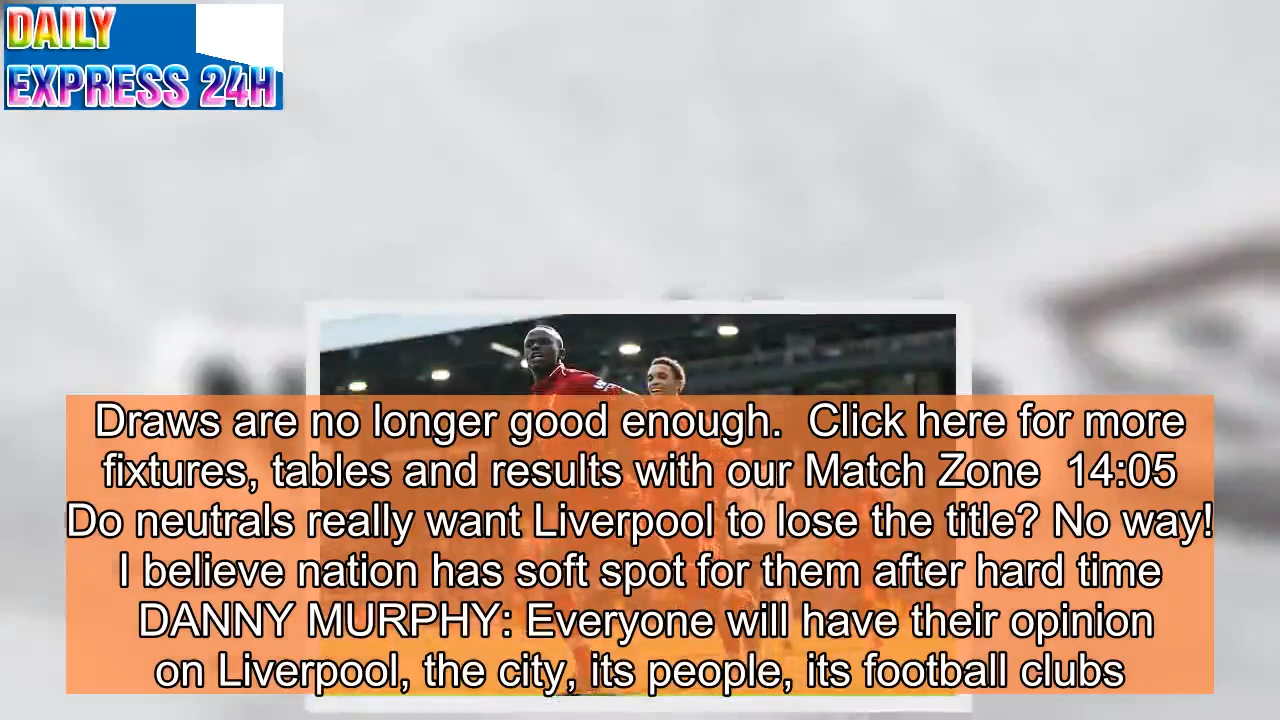 DAILY
EXPRESS 24H
Draws are no longer good enough.  Click here for more
fixtures, tables and results with our Match Zone  14:05
Do neutrals really want Liverpool to lose the title? No way!
I believe nation has soft spot for them after hard time
DANNY MURPHY: Everyone will have their opinion
on Liverpool, the city, its people, its football clubs